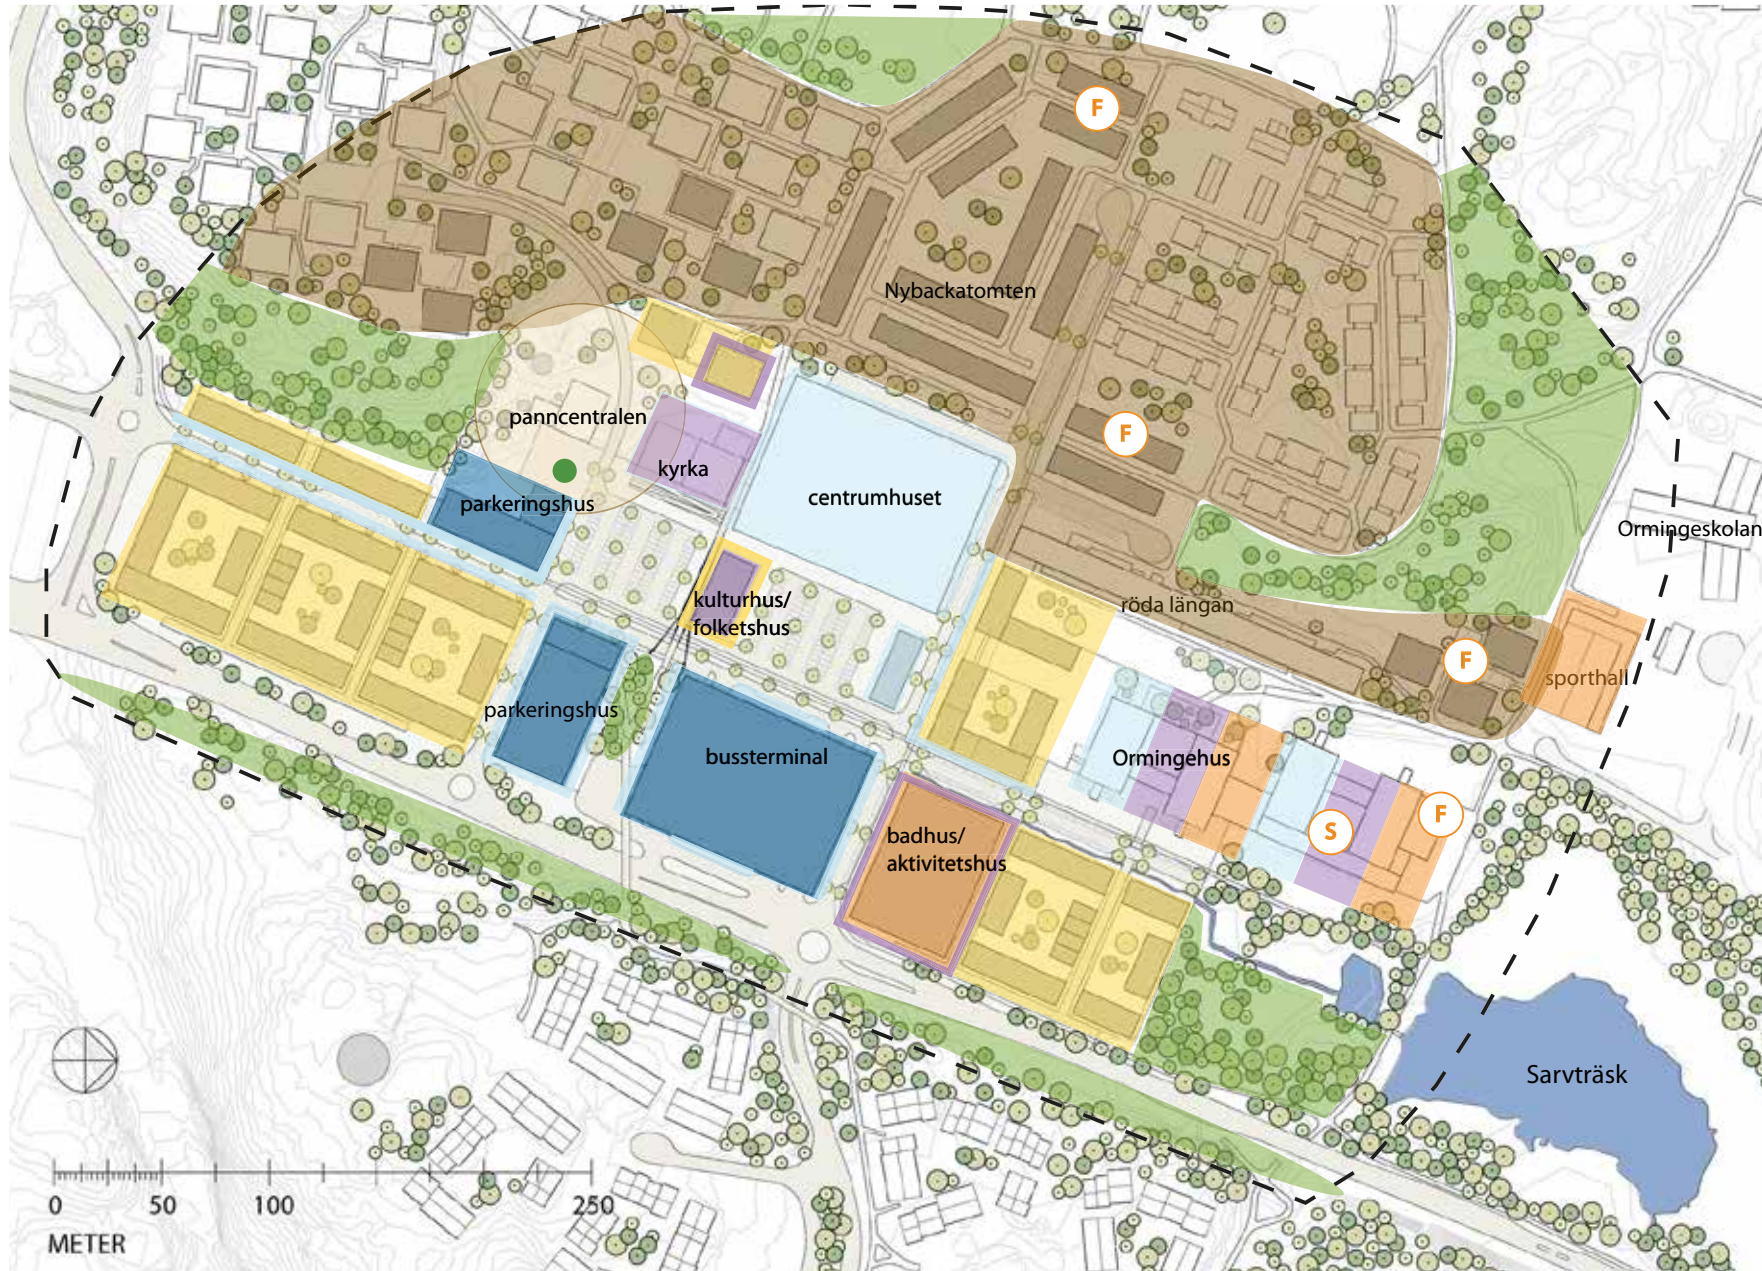 F
Nybackatomten
panncentralen
F
kyrka
centrumhuset
parkeringshus
Ormingeskolan
kulturhus/
folketshus
röda längan
F
sporthall
parkeringshus
bussterminal
Ormingehus
F
S
badhus/
aktivitetshus
Sarvträsk
0 50 100 250
METER